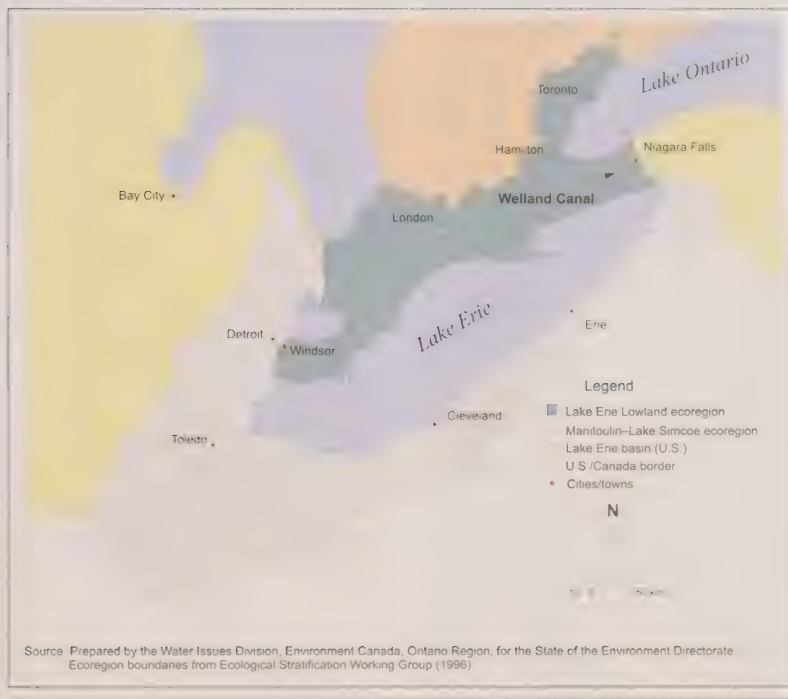 Lake Ontario
Toronto
Hamilton
Niagara Falls
Bay City
Welland Canal
London
Lake Erie
Erie
Detroit
Windsor
Legend
Lake Erie Lowland ecoregion
Manitoulin–Lake Simcoe ecoregion
Lake Erie basin (U.S.)
U.S./Canada border
Cities/towns
Cleveland
Toledo
N
Source: Prepared by the Water Issues Division, Environment Canada, Ontario Region, for the State of the Environment Directorate
Ecoregion boundaries from Ecological Stratification Working Group (1996)